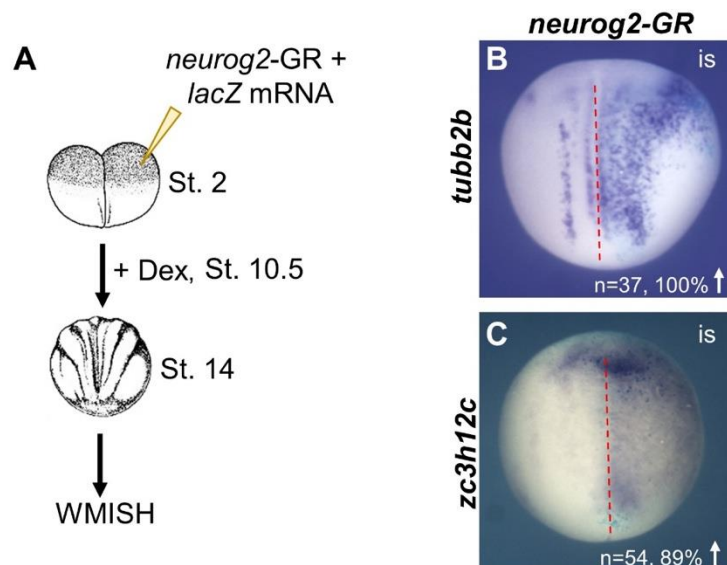 A
neurog2-GR +
lacZ mRNA
St. 2
+ Dex, St. 10.5
St. 14
WMISH
neurog2-GR
B
is
tubb2b
n=37, 100%
C
is
zc3h12c
n=54, 89%